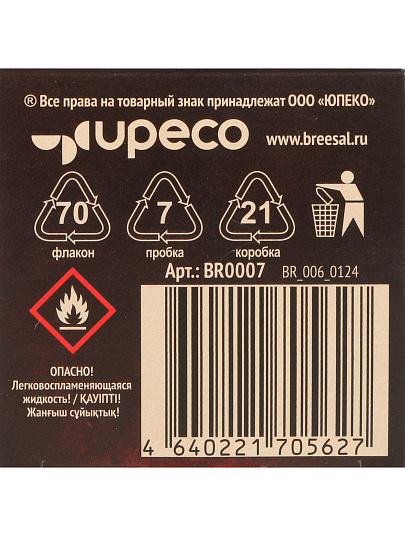 ® Все права на товарный знак принадлежат ООО «ЮПЕКО»
upeco www.breesal.ru
70 7 21
флакон пробка коробка
Арт.: BR0007 BR_006_0124
ОПАСНО!
Легковоспламеняющаяся
жидкость! / ҚАУІПТІ!
Жанғыш сұйықтық!
4 640221 705627